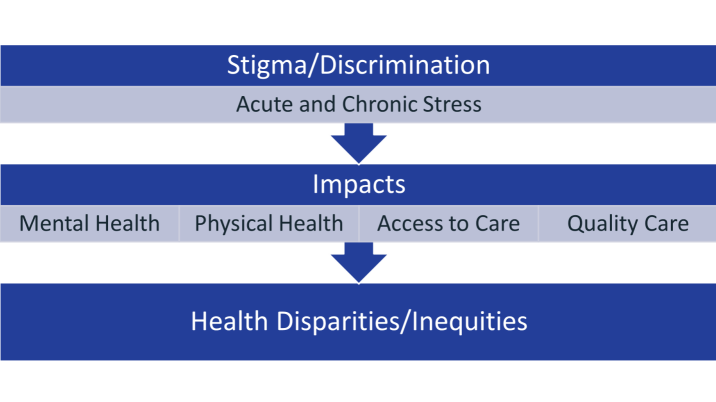 Stigma/Discrimination
Acute and Chronic Stress
Impacts
Mental Health
Physical Health
Access to Care
Quality Care
Health Disparities/Inequities